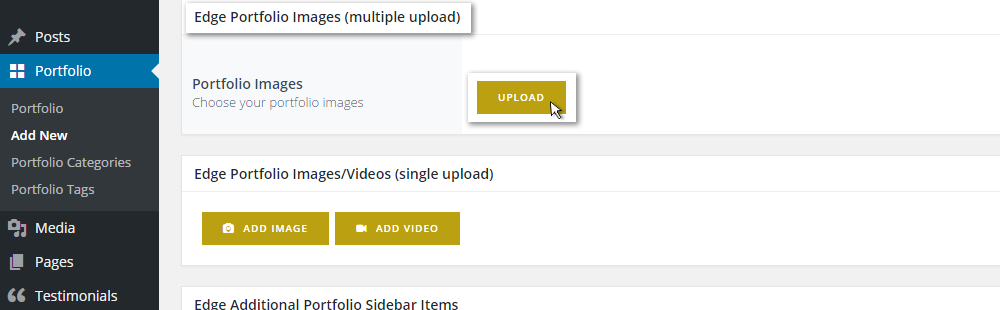 Posts
Portfolio
Portfolio
Add New
Portfolio Categories
Portfolio Tags
Media
Pages
Testimonials
Edge Portfolio Images (multiple upload)
Portfolio Images
Choose your portfolio images
UPLOAD
Edge Portfolio Images/Videos (single upload)
ADD IMAGE
ADD VIDEO
Edge Additional Portfolio Sidebar Items